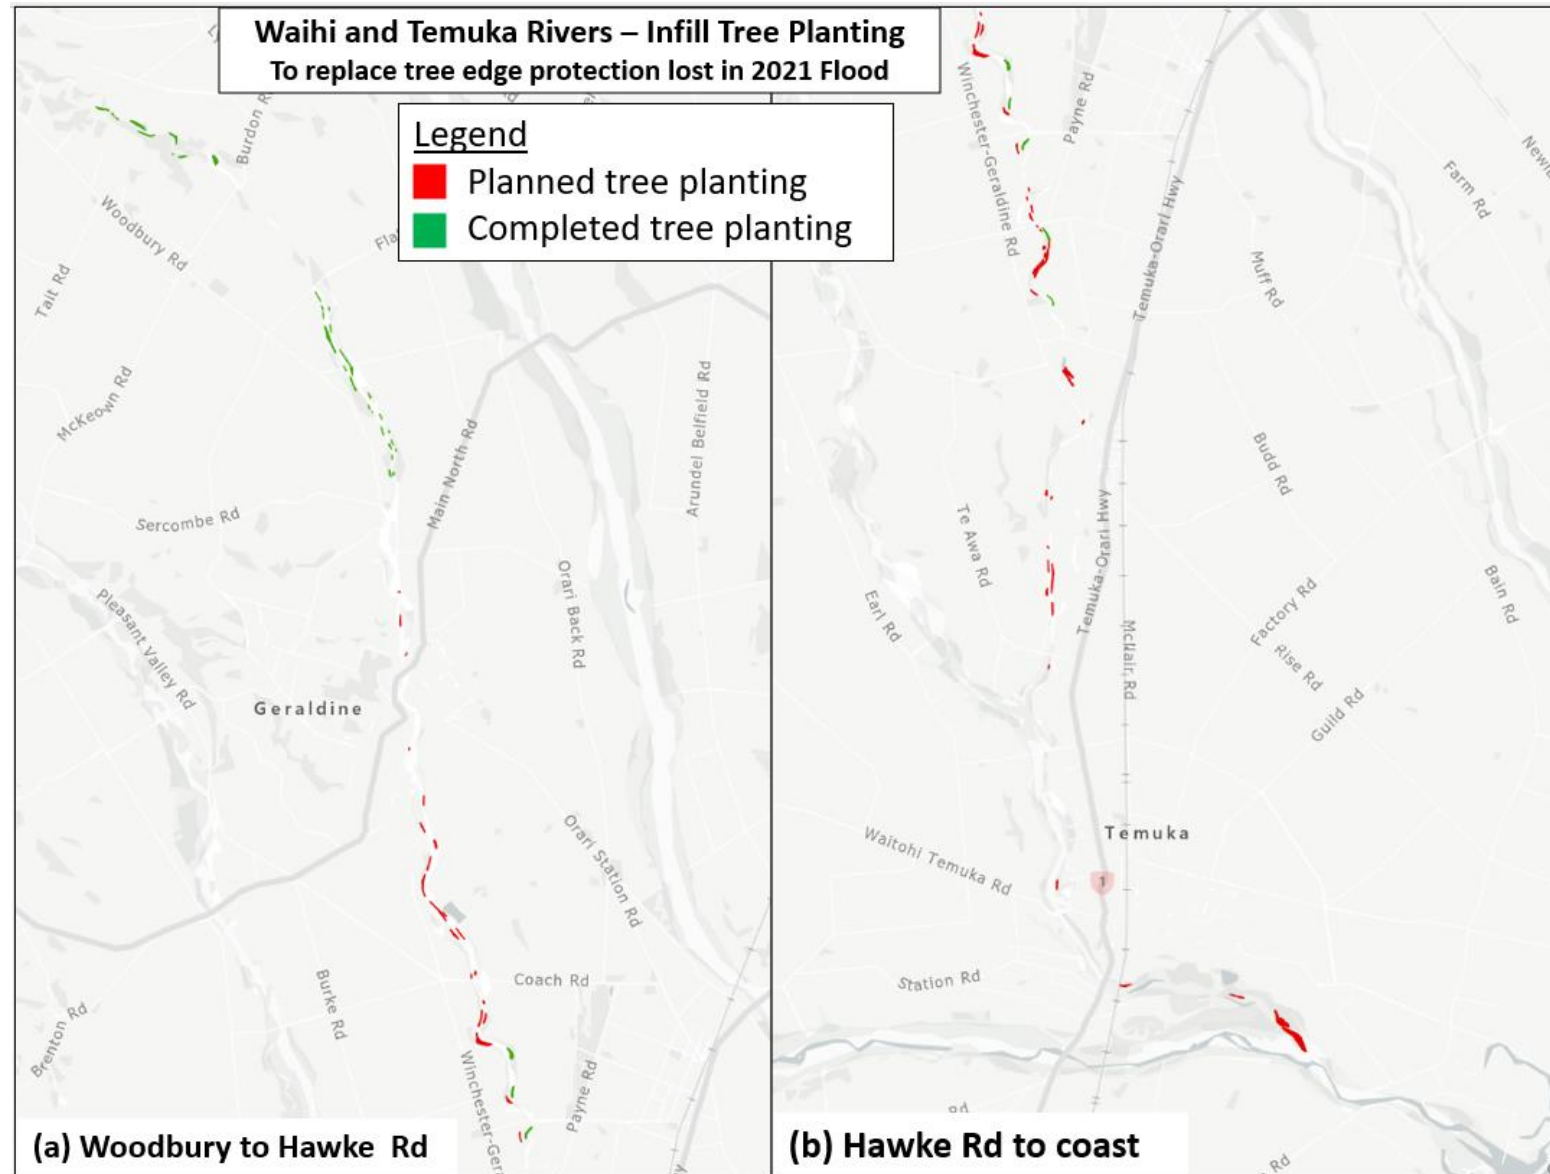 Waihi and Temuka Rivers – Infill Tree Planting
To replace tree edge protection lost in 2021 Flood
Legend
Planned tree planting
Completed tree planting
Burdon R
Woodbury Rd
Tait Rd
McKeown Rd
Fla
Main North Rd
Arundel Belfield Rd
Sercombe Rd
Orari Back Rd
Pleasant Valley Rd
Geraldine
Orari Station Rd
Coach Rd
Burke Rd
Brenton Rd
Winchester-Ger
Payne Rd
(a) Woodbury to Hawke Rd
Winchester-Geraldine Rd
Payne Rd
Temuka-Orari Hwy
Farm Rd
Muff Rd
Budd Rd
Te Awa Rd
Temuka-Orari Hwy
Earl Rd
Factory Rd
Bain Rd
McNair Rd
Rise Rd
Guild Rd
Temuka
Waitohi Temuka Rd
1
Station Rd
Rd
Rd
(b) Hawke Rd to coast